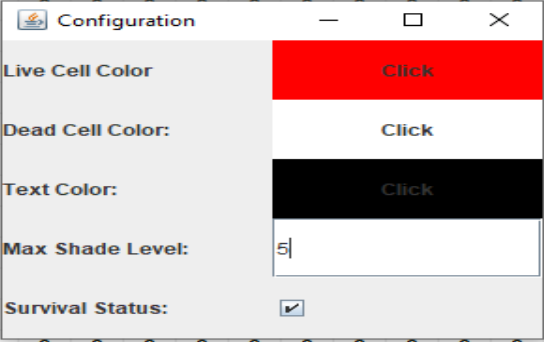 Configuration
Live Cell Color Click
Dead Cell Color: Click
Text Color: Click
Max Shade Level: 5
Survival Status: